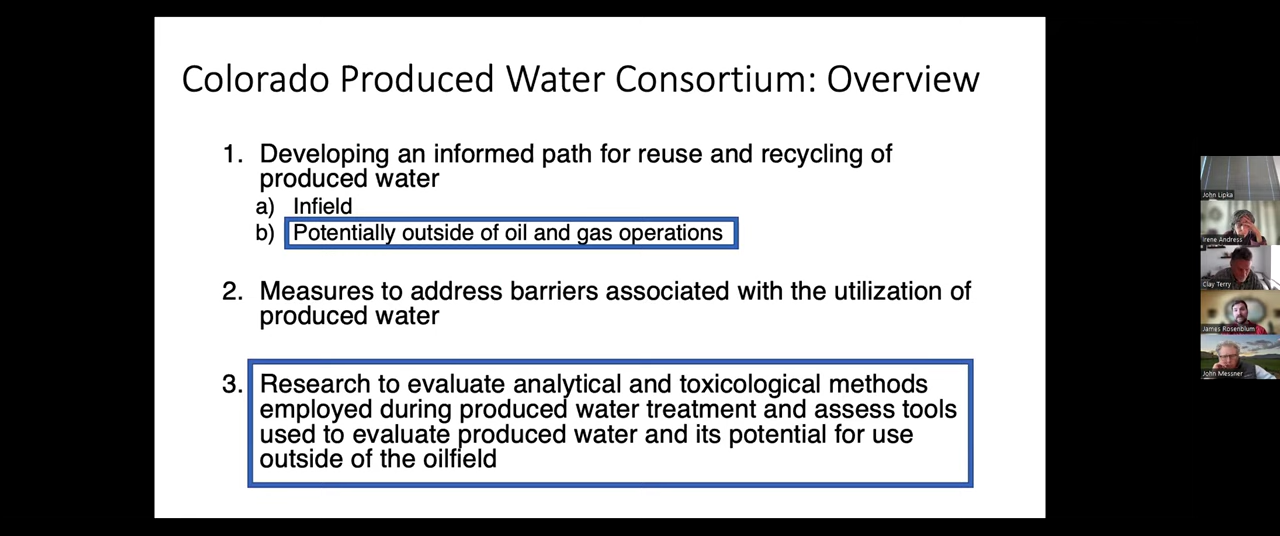 Colorado Produced Water Consortium: Overview
1. Developing an informed path for reuse and recycling of
produced water
a) Infield
b) Potentially outside of oil and gas operations
2. Measures to address barriers associated with the utilization of
produced water
3. Research to evaluate analytical and toxicological methods
employed during produced water treatment and assess tools
used to evaluate produced water and its potential for use
outside of the oilfield
John Lipka
Irene Andress
Clay Terry
James Rosenblum
John Messner